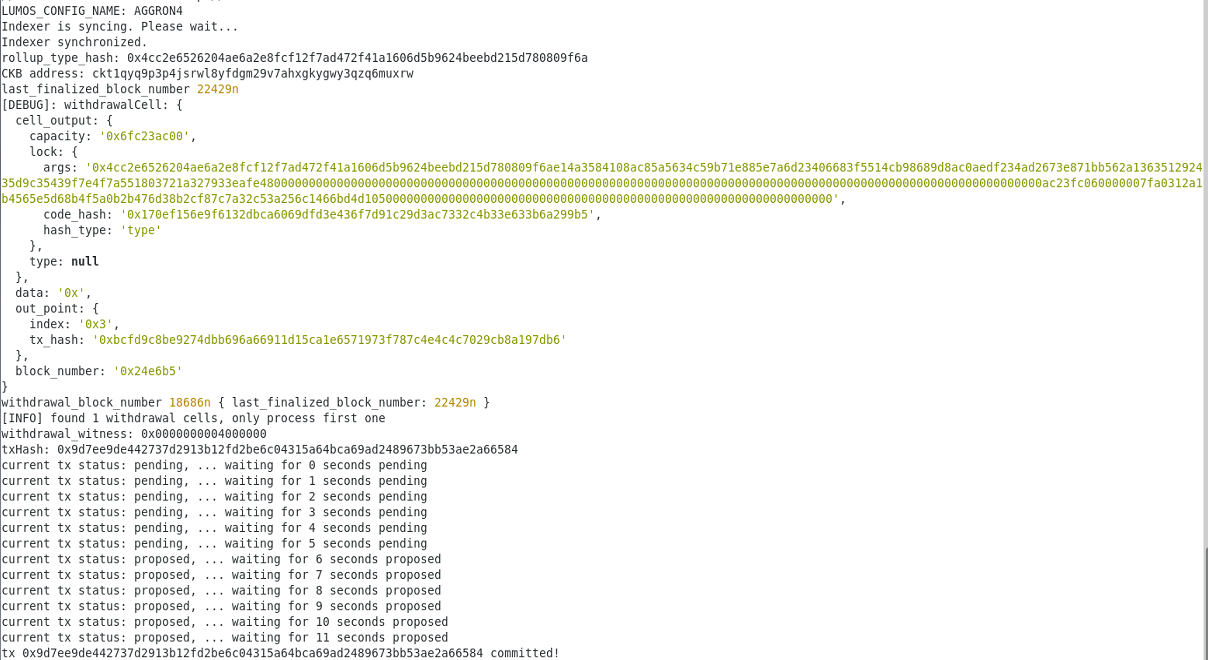 LUMOS_CONFIG_NAME: AGGRON4
Indexer is syncing. Please wait...
Indexer synchronized.
rollup_type_hash: 0x4cc2e6526204ae6a2e8fcf12f7ad472f41a1606d5b9624beebd215d780809f6a
CKB address: ckt1qyq9p3p4jsrwl8yfdgm29v7ahxgkygwy3qzq6muxrw
last_finalized_block_number 22429n
[DEBUG]: withdrawalCell: {
cell_output: {
capacity: '0x6fc23ac00',
lock: {
args: '0x4cc2e6526204ae6a2e8fcf12f7ad472f41a1606d5b9624beebd215d780809f6ae14a3584108ac85a5634c59b71e885e7a6d23406683f5514cb98689d8ac0aedf234ad2673e871bb562a1363512924
b4565e5d68b4f5a0b2b476d38b2cf87c7a32c53a256c1466bd4d10500000000000000000000000000000000000000000000000000000000000000000000',
code_hash: '0x170ef156e9f6132dbca6069dfd3e436f7d91c29d3ac7332c4b33e633b6a299b5',
hash_type: 'type'
},
type: null
},
data: '0x',
out_point: {
index: '0x3',
tx_hash: '0xbcfd9c8be9274dbb696a66911d15ca1e6571973f787c4e4c4c7029cb8a197db6'
},
block_number: '0x24e6b5'
}
withdrawal_block_number 18686n { last_finalized_block_number: 22429n }
[INFO] found 1 withdrawal cells, only process first one
withdrawal_witness: 0x0000000004000000
txHash: 0x9d7ee9de442737d2913b12fd2be6c04315a64bca69ad2489673bb53ae2a66584
current tx status: pending, ... waiting for 0 seconds pending
current tx status: pending, ... waiting for 1 seconds pending
current tx status: pending, ... waiting for 2 seconds pending
current tx status: pending, ... waiting for 3 seconds pending
current tx status: pending, ... waiting for 4 seconds pending
current tx status: pending, ... waiting for 5 seconds pending
current tx status: proposed, ... waiting for 6 seconds proposed
current tx status: proposed, ... waiting for 7 seconds proposed
current tx status: proposed, ... waiting for 8 seconds proposed
current tx status: proposed, ... waiting for 9 seconds proposed
current tx status: proposed, ... waiting for 10 seconds proposed
current tx status: proposed, ... waiting for 11 seconds proposed
tx 0x9d7ee9de442737d2913b12fd2be6c04315a64bca69ad2489673bb53ae2a66584 committed!